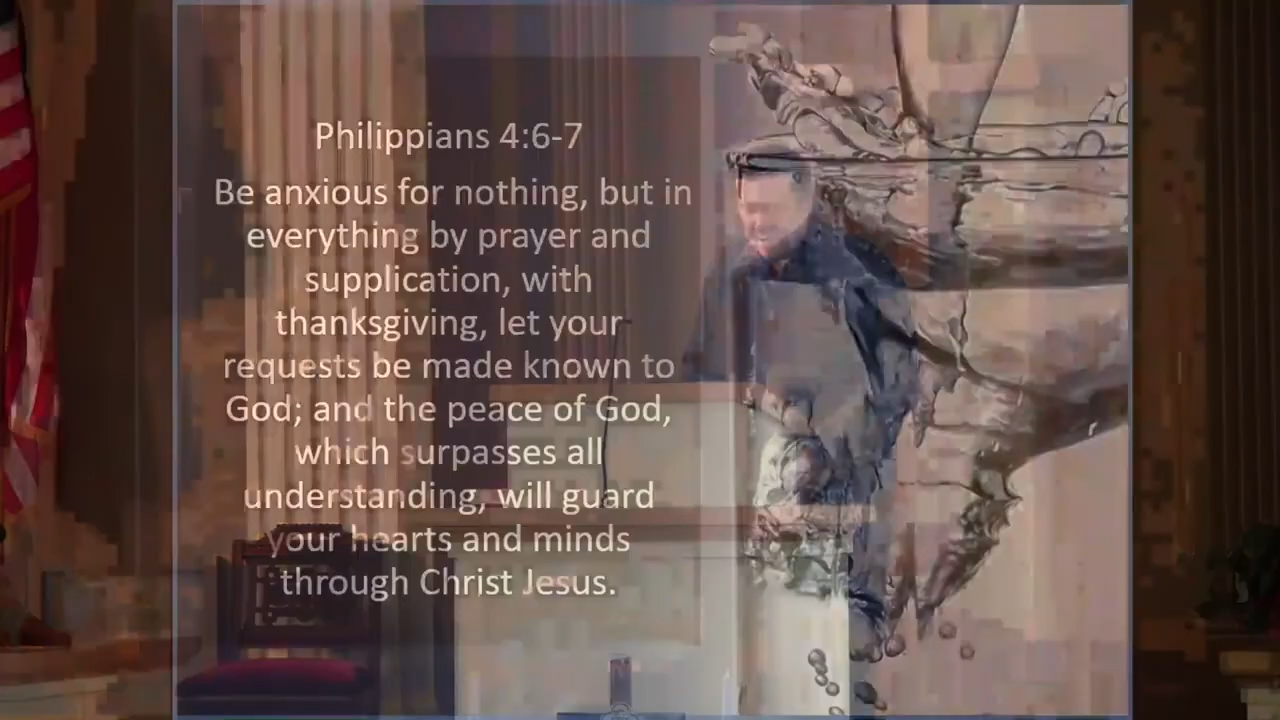 Philippians 4:6-7
Be anxious for nothing, but in
everything by prayer and
supplication, with
thanksgiving, let your
requests be made known to
God; and the peace of God,
which surpasses all
understanding, will guard
your hearts and minds
through Christ Jesus.